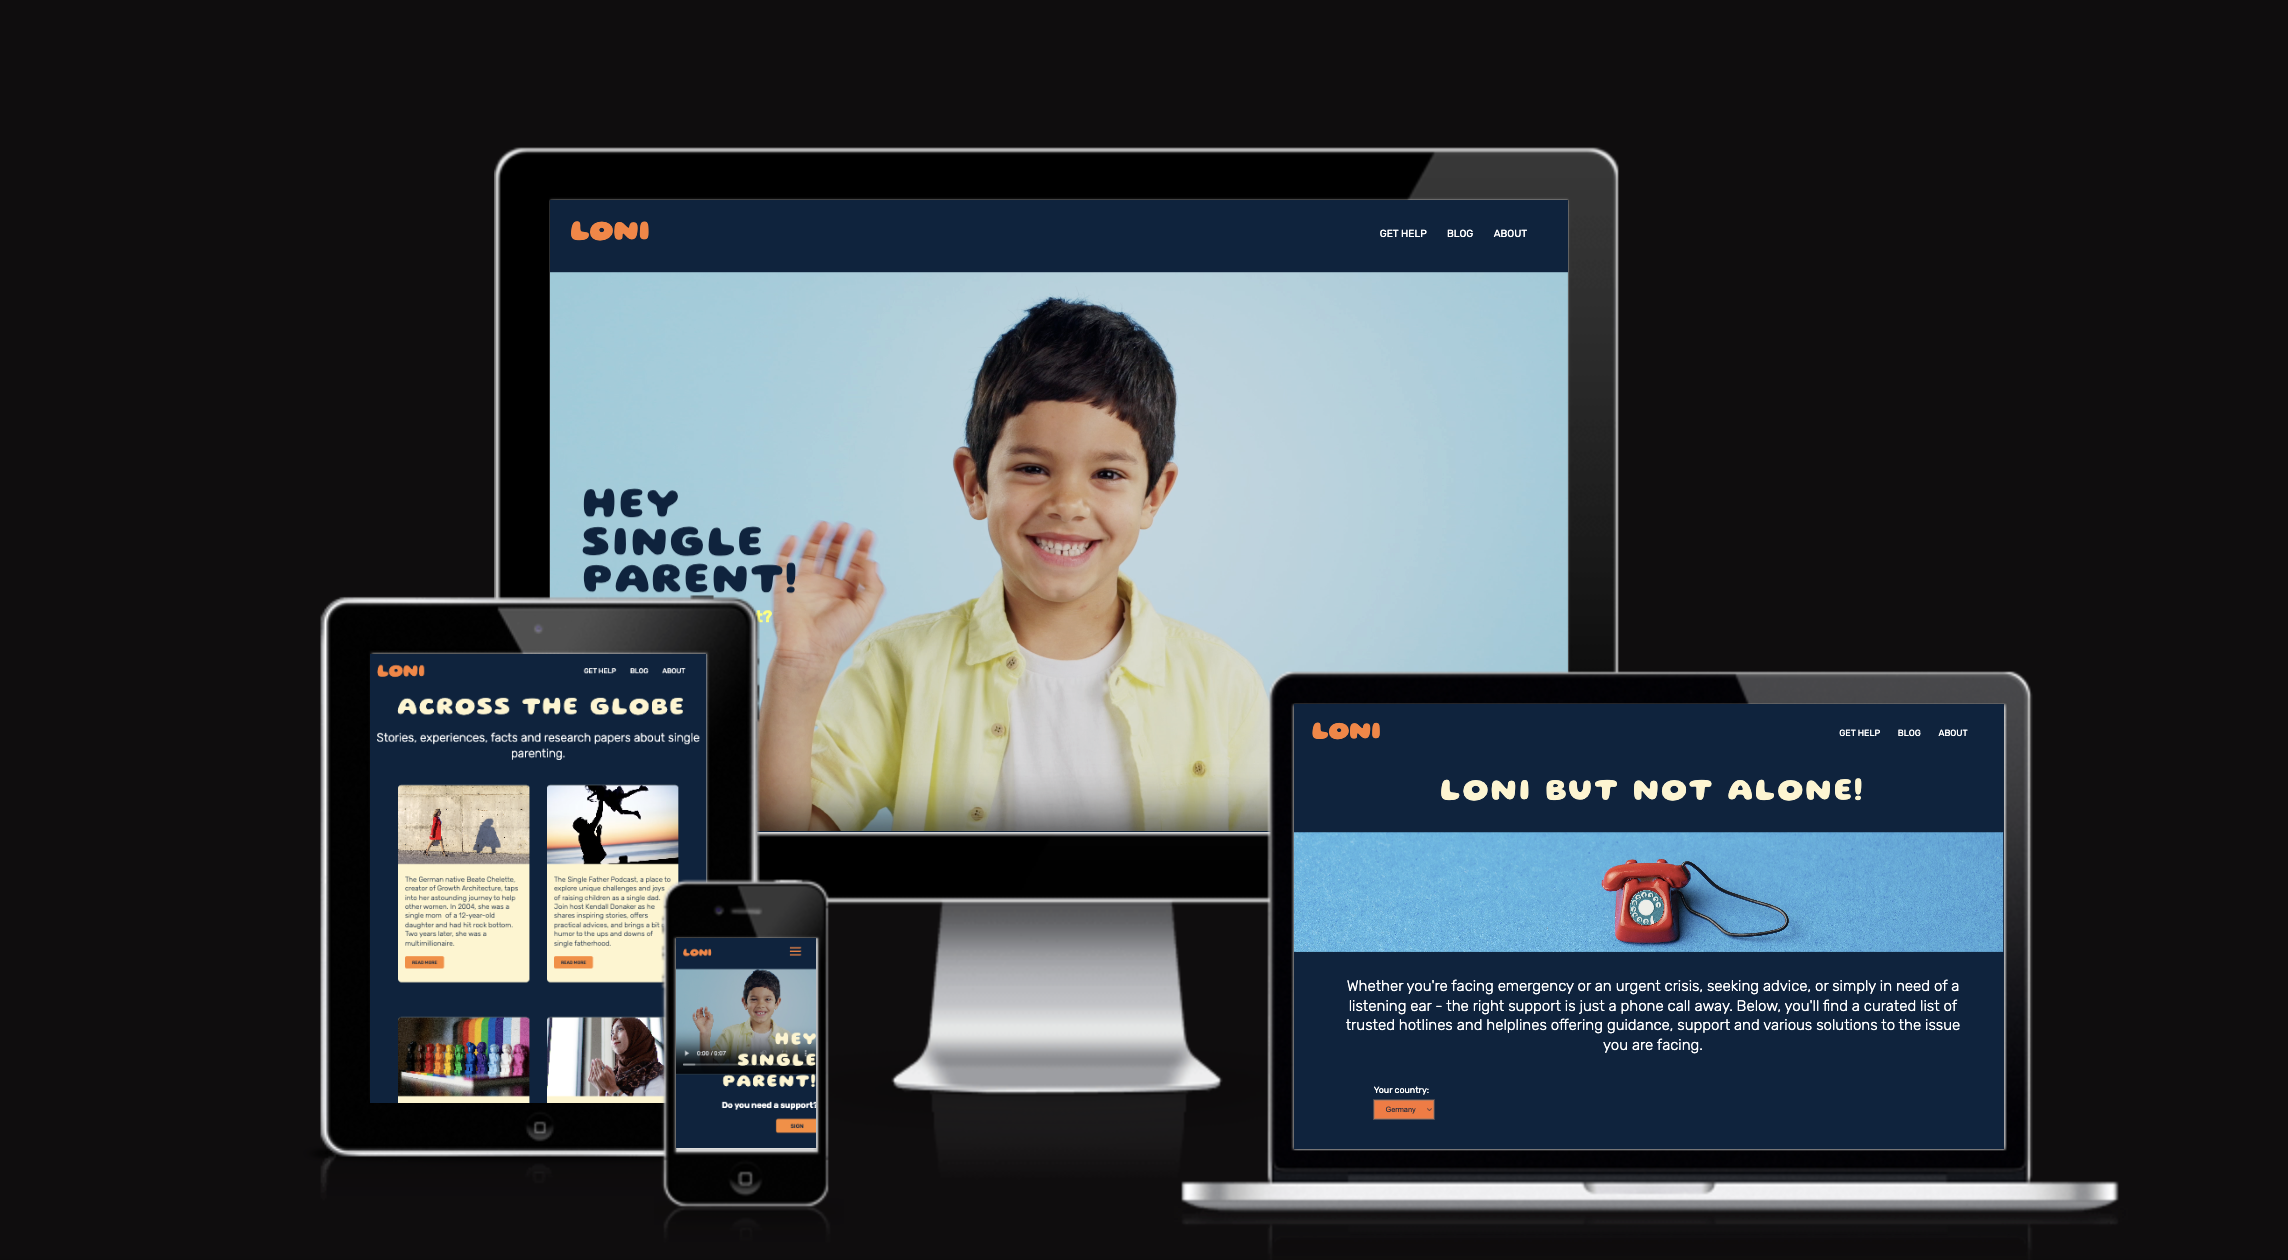 LONI
GET HELP BLOG ABOUT
HEY
SINGLE
PARENT!
t?
LONI
GET HELP BLOG ABOUT
ACROSS THE GLOBE
Stories, experiences, facts and research papers about single
parenting.
The German native Beate Chelette,
creator of Growth Architecture, taps
into her astounding journey to help
other women. In 2004, she was a
single mom of a 12-year-old
daughter and had hit rock bottom.
Two years later, she was a
multimillionaire.
READ MORE
The Single Father Podcast, a place to
explore unique challenges and joys
of raising children as a single dad.
Join host Kendall Donaker as he
shares inspiring stories, offers
practical advices, and brings a bit
humor to the ups and downs of
single fatherhood.
READ MORE
LONI
0:00 / 0:07
HEY
SINGLE
PARENT!
Do you need a support?
SIGN
LONI
GET HELP BLOG ABOUT
LONI BUT NOT ALONE!
Whether you're facing emergency or an urgent crisis, seeking advice, or simply in need of a
listening ear - the right support is just a phone call away. Below, you'll find a curated list of
trusted hotlines and helplines offering guidance, support and various solutions to the issue
you are facing.
Your country:
Germany